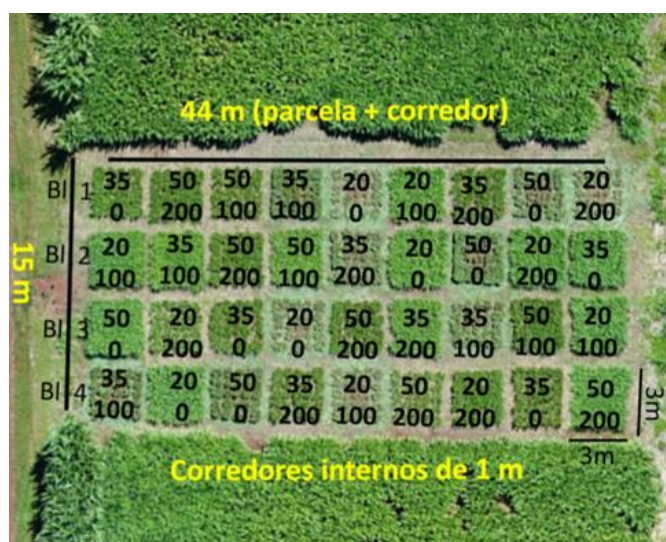 44 m (parcela + corredor)
Bl 1 35 50 50 35 20 20 35 50 20
0 200 100 100 0 100 200 0 200
Bl 2 20 35 50 50 35 20 50 20 35
100 100 200 100 200 0 0 200 0
15 m
Bl 3 50 20 35 20 50 35 35 50 20
0 200 0 0 200 200 100 100 100
Bl 4 35 20 50 35 20 50 20 35 50
100 0 0 200 100 200 200 0 200
3m
3m
Corredores internos de 1 m